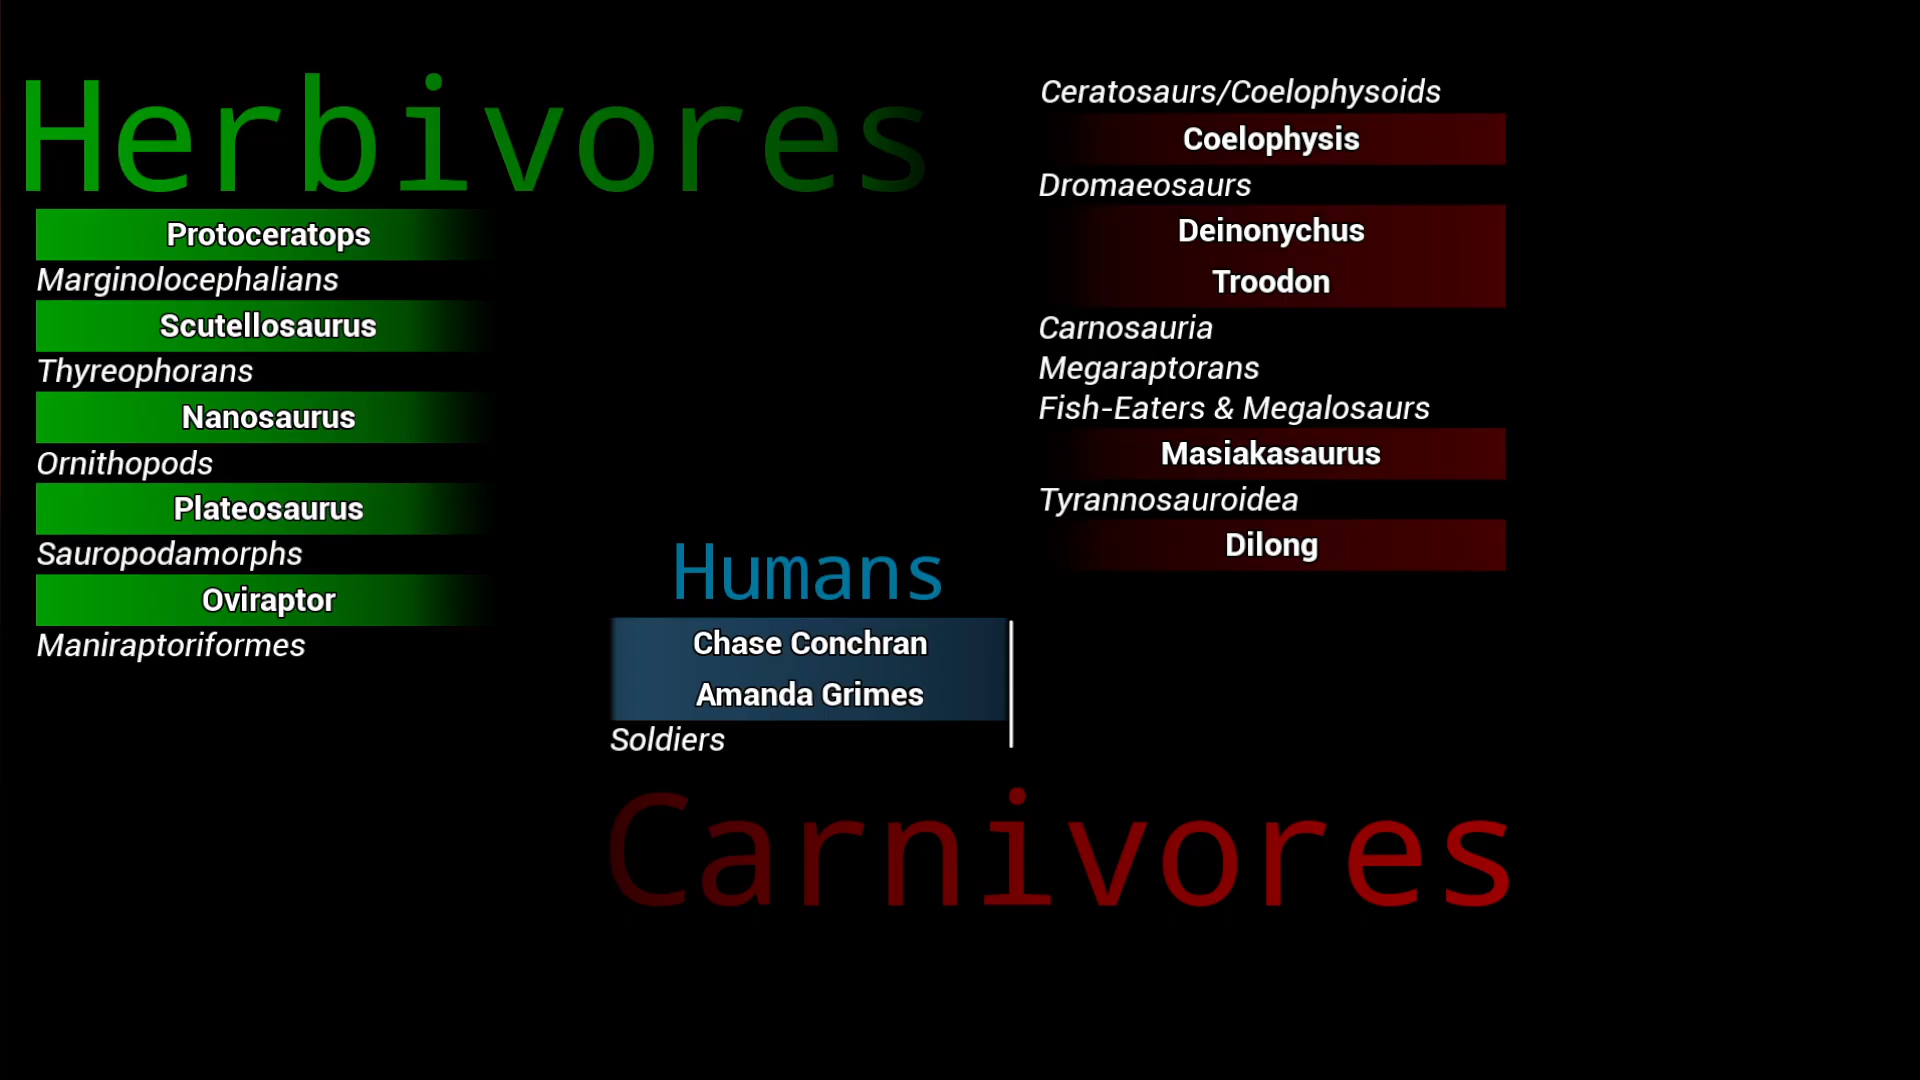 Herbivores
Protoceratops
Marginolocephalians
Scutellosaurus
Thyreophorans
Nanosaurus
Ornithopods
Plateosaurus
Sauropodamorphs
Oviraptor
Maniraptoriformes
Humans
Chase Conchran
Amanda Grimes
Soldiers
Ceratosaurs/Coelophysoids
Coelophysis
Dromaeosaurs
Deinonychus
Troodon
Carnosauria
Megaraptorans
Fish-Eaters & Megalosaurs
Masiakasaurus
Tyrannosauroidea
Dilong
Carnivores